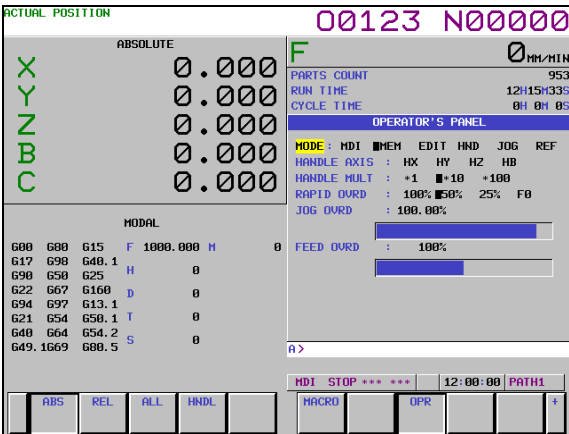 ACTUAL POSITION
O0123 N00000
ABSOLUTE
X 0.000
Y 0.000
Z 0.000
B 0.000
C 0.000
F 0 MM/MIN
PARTS COUNT 953
RUN TIME 12H15M33S
CYCLE TIME 0H 0M 0S
OPERATOR'S PANEL
MODE: MDI MEM EDIT HND JOG REF
HANDLE AXIS : HX HY HZ HB
HANDLE MULT : *1 *10 *100
RAPID OVRD : 100% 50% 25% F0
JOG OVRD : 100.00%
FEED OVRD : 100%
MODAL
G00 G80 G15 F 1000.000 M 0
G17 G98 G40.1
G90 G50 G25 H 0
G22 G67 G160
G94 G97 G13.1 D 0
G21 G54 G50.1 T 0
G40 G64 G54.2
G49.1G69 G80.5 S 0
A>
MDI STOP *** *** 12:00:00 PATH1
ABS REL ALL HNDL MACRO OPR +